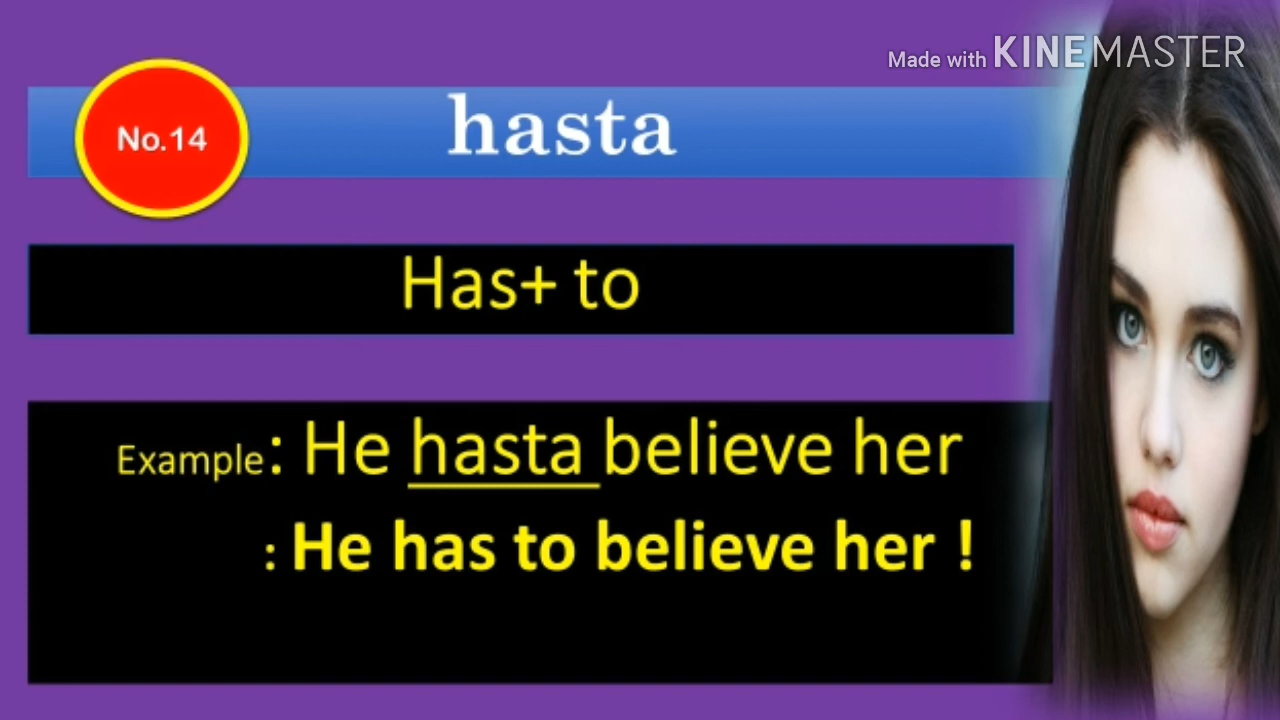 Made with KINEMASTER
No.14
hasta
Has+ to
Example: He hasta believe her
: He has to believe her !